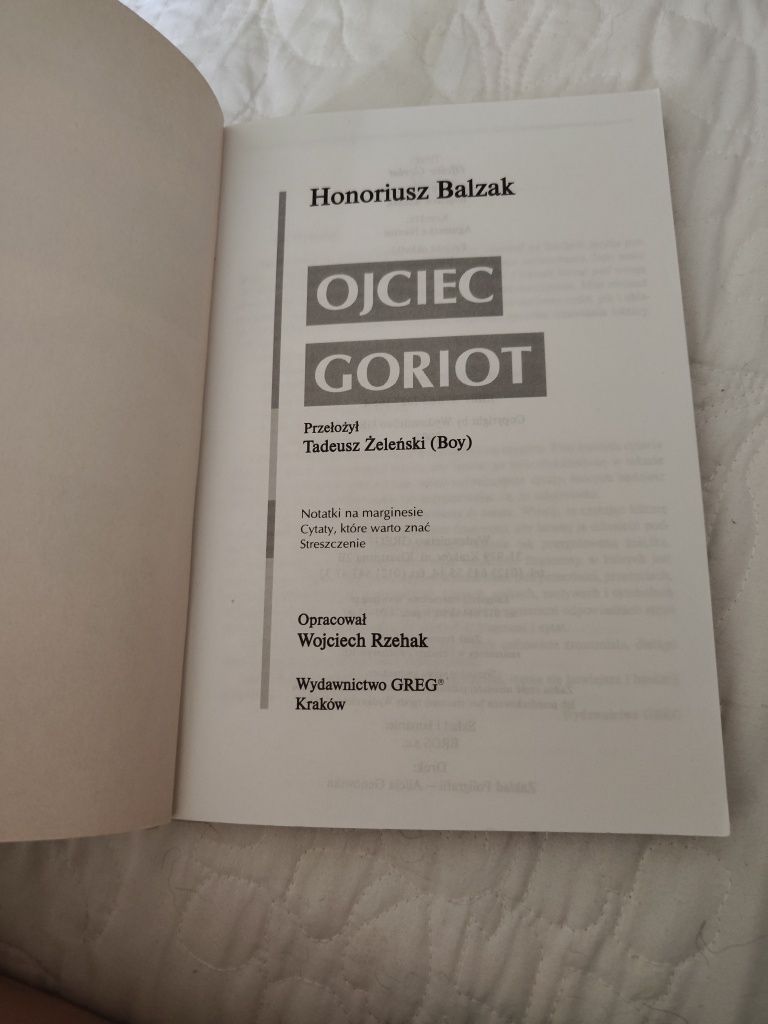 Honoriusz Balzak
OJCIEC
GORIOT
Przełożył
Tadeusz Żeleński (Boy)
Notatki na marginesie
Cytaty, które warto znać
Streszczenie
Opracował
Wojciech Rzehak
Wydawnictwo GREG®
Kraków